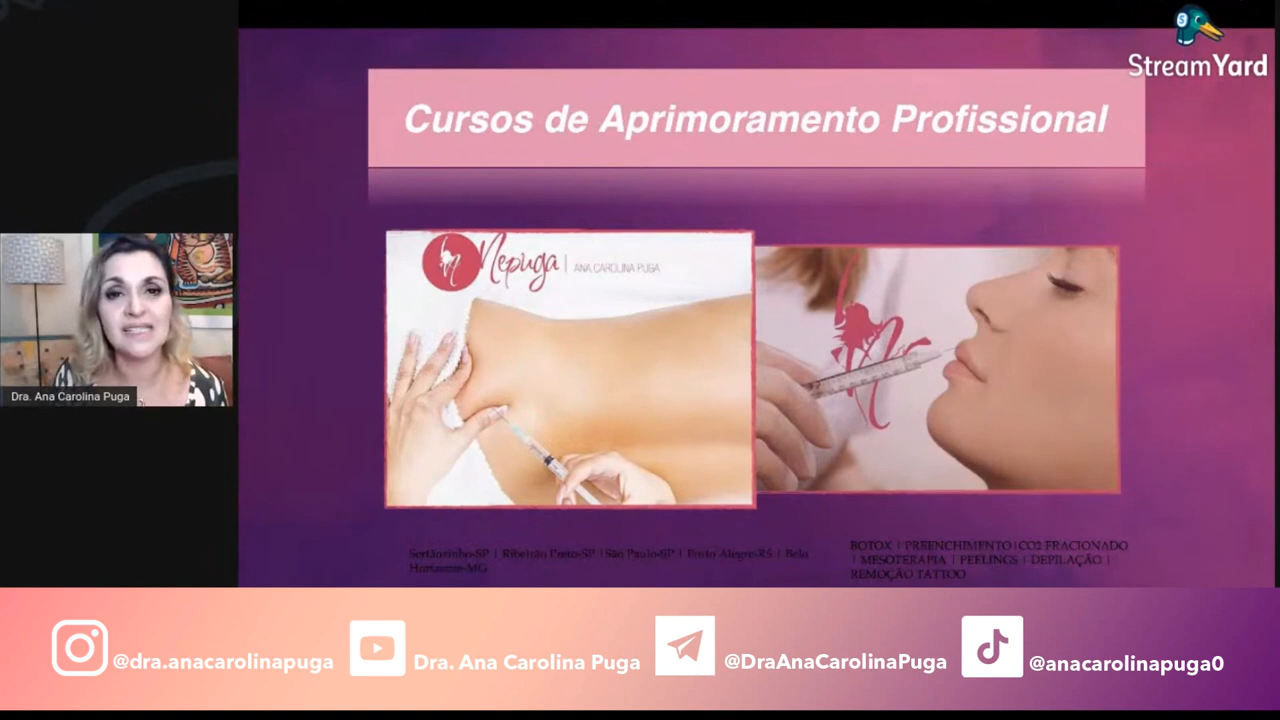 StreamYard
Cursos de Aprimoramento Profissional
Nepuga | ANA CAROLINA PUGA
Dra. Ana Carolina Puga
Sertãozinho-SP | Ribeirão Preto-SP | São Paulo-SP | Porto Alegre-RS | Belo
Horizonte-MG
BOTOX | PREENCHIMENTO | CO2 FRACIONADO
| MESOTERAPIA | PEELINGS | DEPILAÇÃO |
REMOÇÃO TATTOO
@dra.anacarolinapuga
Dra. Ana Carolina Puga
@DraAnaCarolinaPuga
@anacarolinapuga0